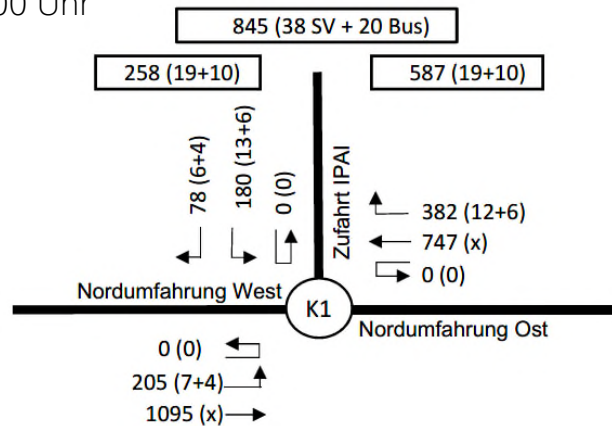 00 Uhr
845 (38 SV + 20 Bus)
258 (19+10)
587 (19+10)
78 (6+4)
180 (13+6)
0 (0)
Zufahrt IPAI
382 (12+6)
747 (x)
0 (0)
Nordumfahrung West
K1
Nordumfahrung Ost
0 (0)
205 (7+4)
1095 (x)